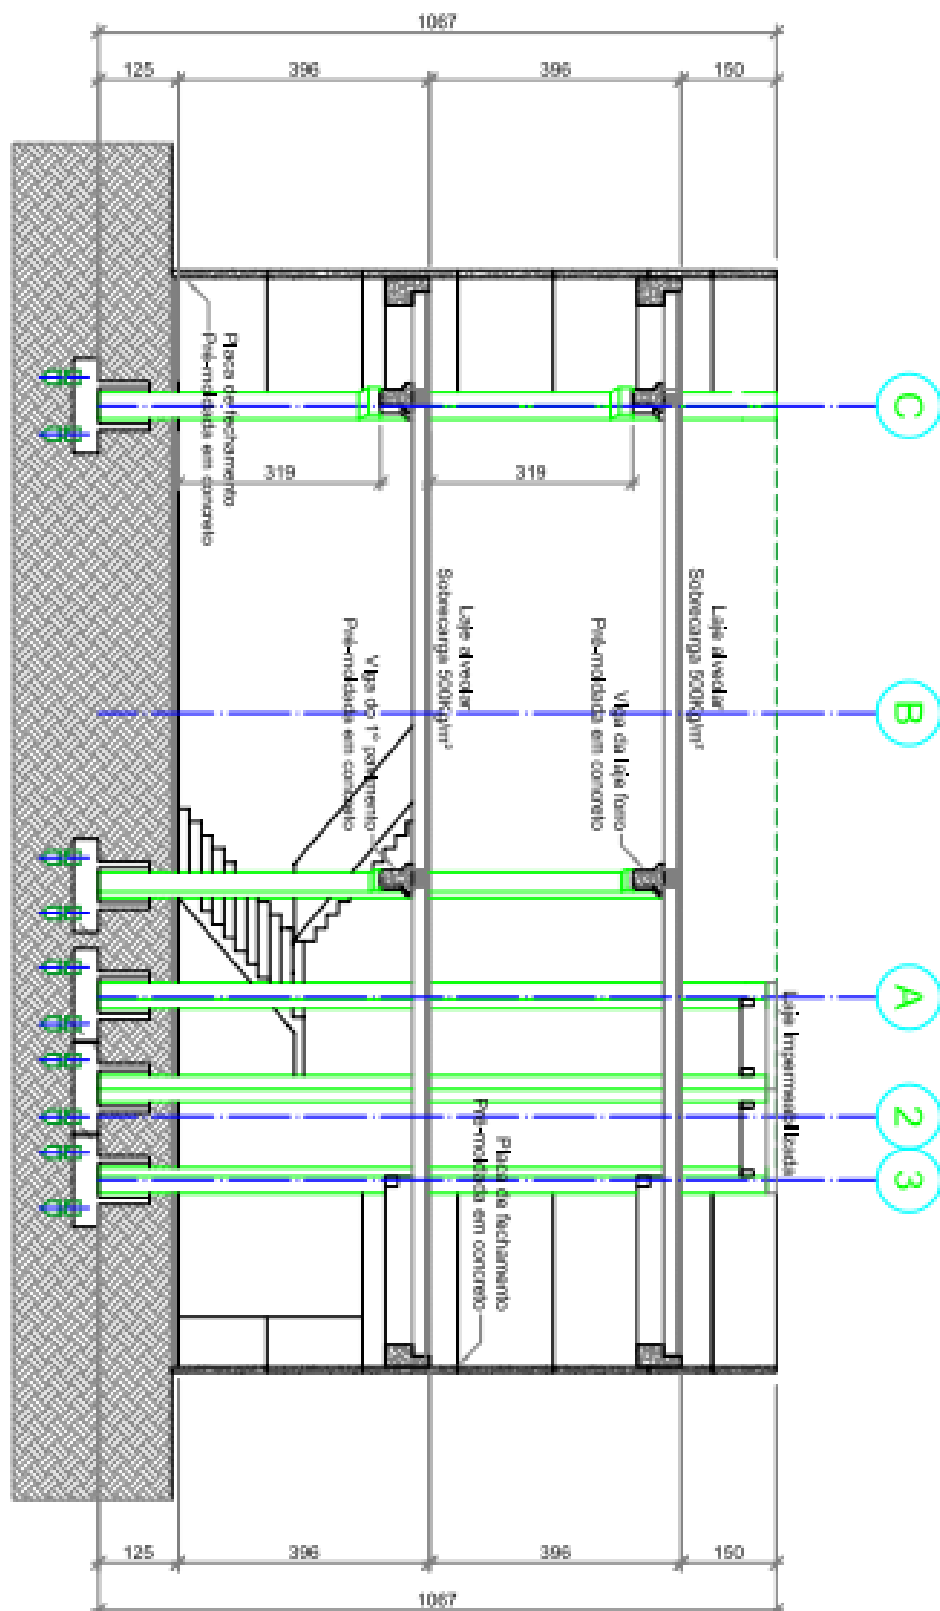 1067
125
396
396
150
C
Placa de fechamento
Pré-moldada em concreto
319
319
Laje alveolar
Sobrecarga 500Kg/m²
Laje alveolar
Sobrecarga 500Kg/m²
Viga do 1° pavimento
Pré-moldada em concreto
Viga da laje forro
Pré-moldada em concreto
B
A
Laje Impermeabilizada
2
3
Placa de fechamento
Pré-moldada em concreto
125
396
396
150
1067